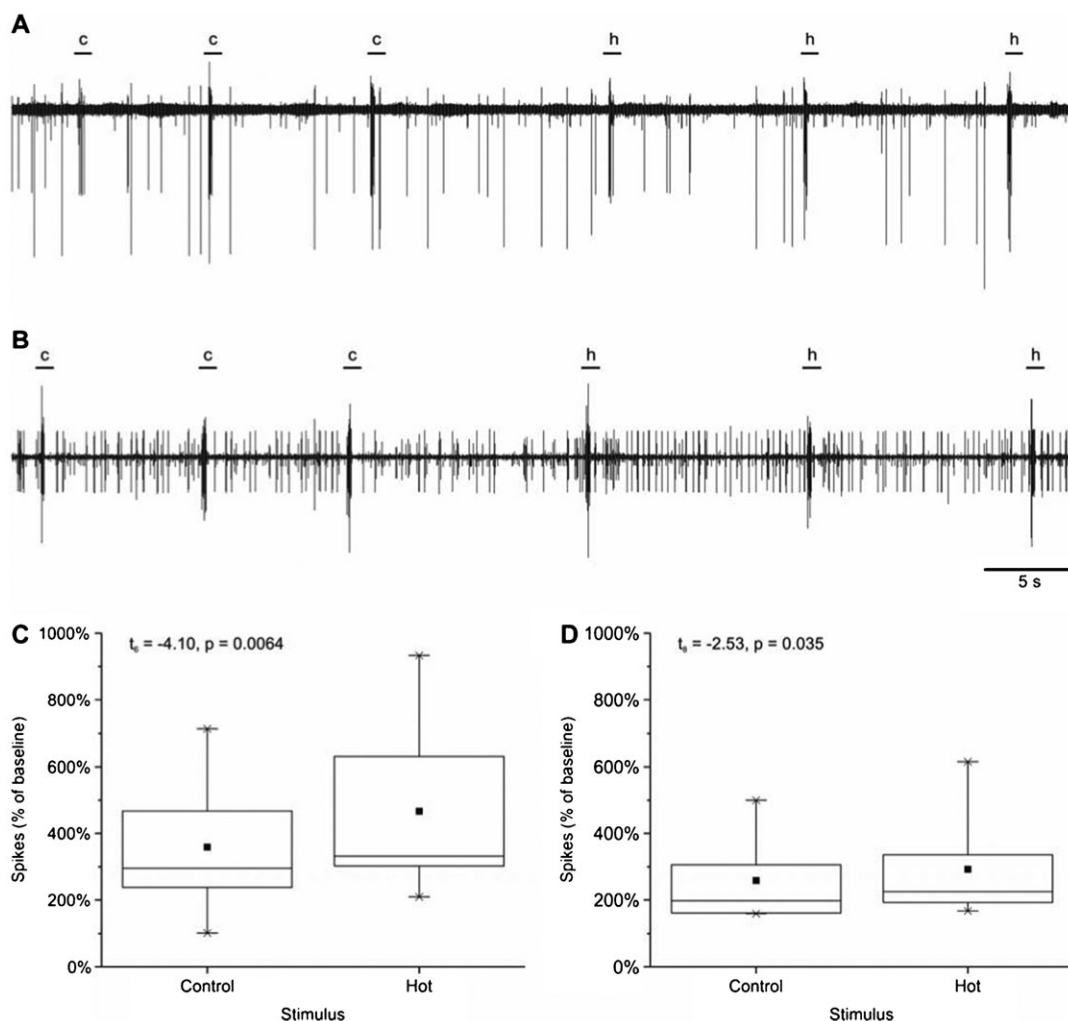 A
c c c h h h
B
c c c h h h
5 s
C
t₆ = -4.10, p = 0.0064
1000%
800%
600%
400%
200%
0%
Spikes (% of baseline)
Control Hot
Stimulus
D
t₈ = -2.53, p = 0.035
1000%
800%
600%
400%
200%
0%
Spikes (% of baseline)
Control Hot
Stimulus